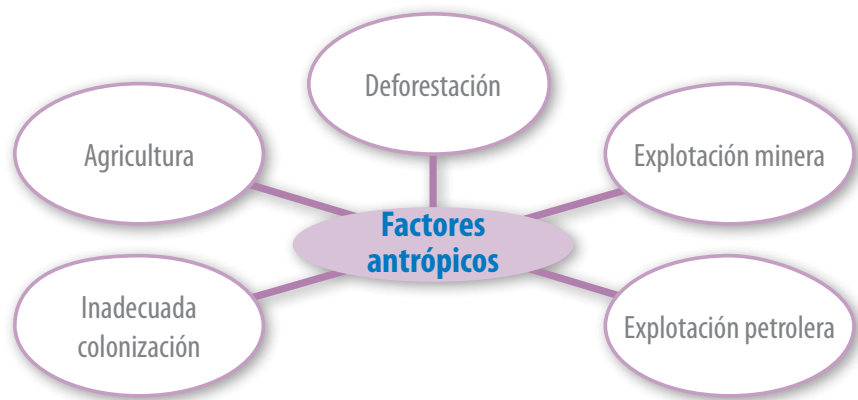 Deforestación
Agricultura
Explotación minera
Factores
antrópicos
Inadecuada
colonización
Explotación petrolera